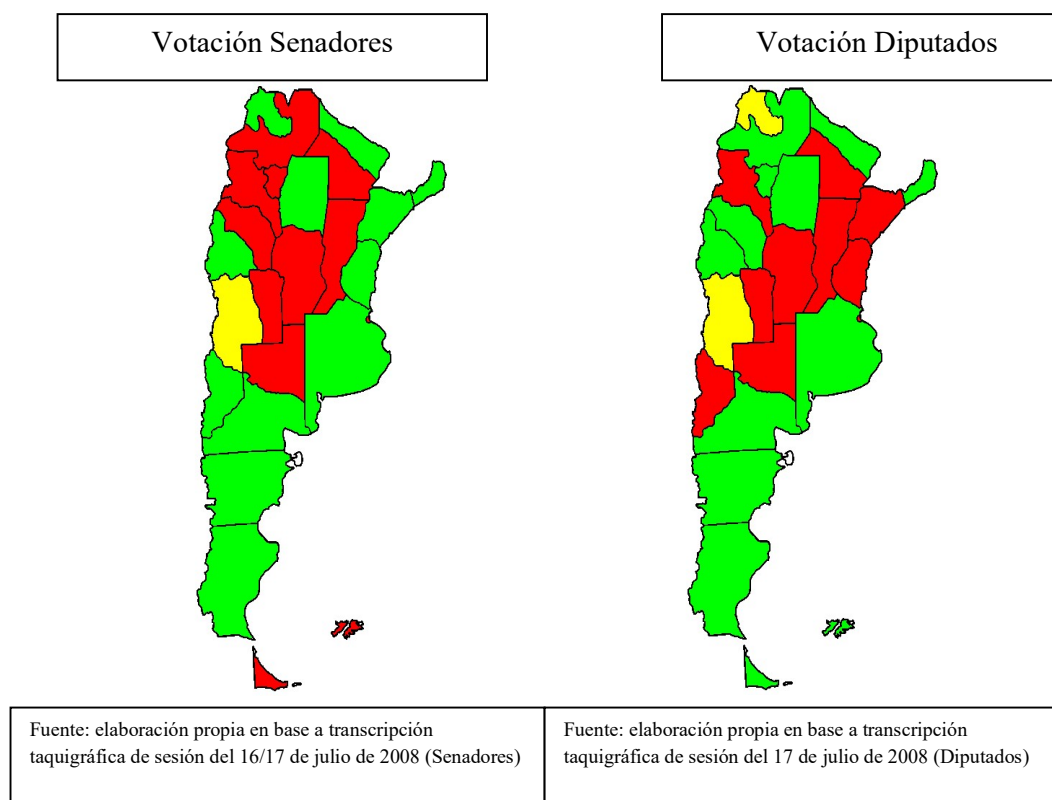 Votación Senadores
Votación Diputados
Fuente: elaboración propia en base a transcripción
taquigráfica de sesión del 16/17 de julio de 2008 (Senadores)
Fuente: elaboración propia en base a transcripción
taquigráfica de sesión del 17 de julio de 2008 (Diputados)